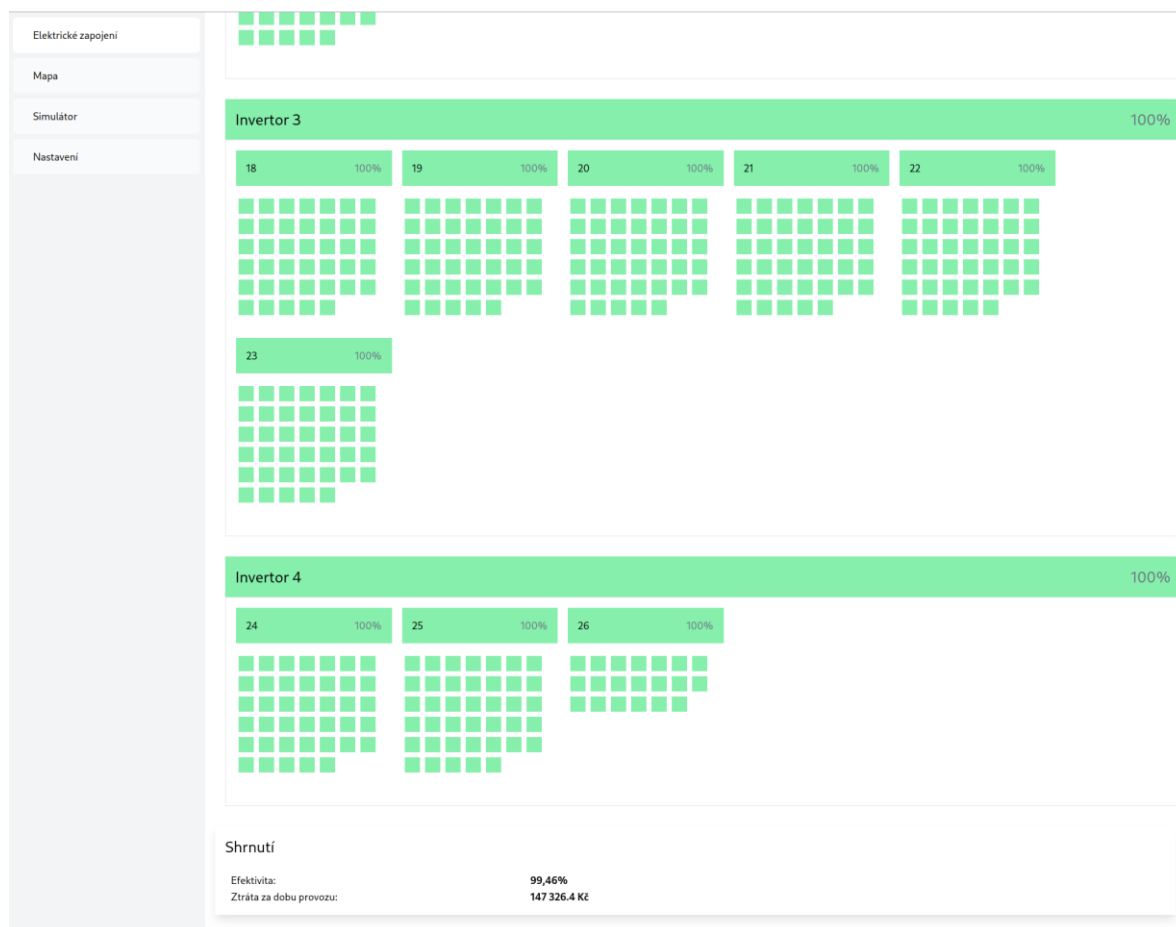 Elektrické zapojení
Mapa
Simulátor
Nastavení
Invertor 3 100%
18 100% 19 100% 20 100% 21 100% 22 100%
23 100%
Invertor 4 100%
24 100% 25 100% 26 100%
Shrnutí
Efektivita: 99,46%
Ztráta za dobu provozu: 147 326.4 Kč